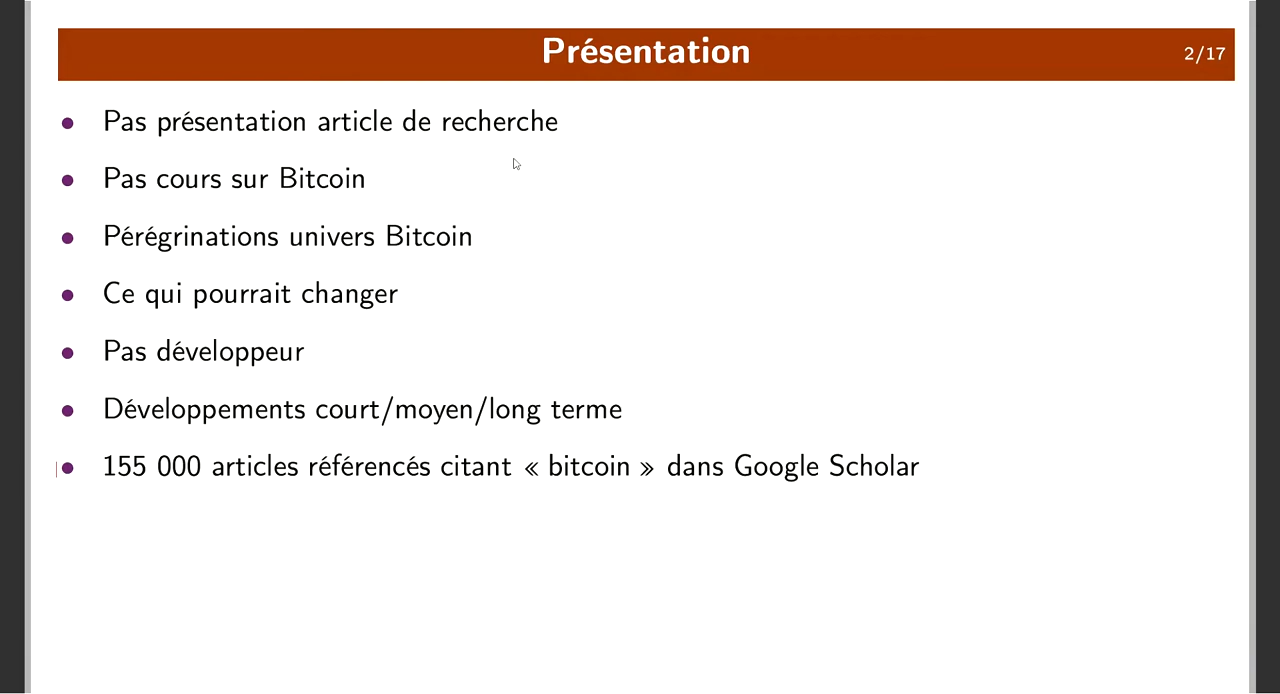 Présentation
2/17
• Pas présentation article de recherche
• Pas cours sur Bitcoin
• Pérégrinations univers Bitcoin
• Ce qui pourrait changer
• Pas développeur
• Développements court/moyen/long terme
• 155 000 articles référencés citant « bitcoin » dans Google Scholar